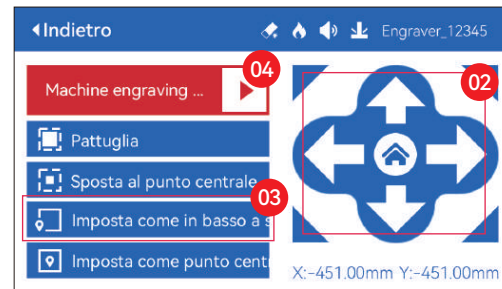 Indietro
Engraver_12345
04
Machine engraving ...
02
Pattuglia
Sposta al punto centrale
03
Imposta come in basso a s
Imposta come punto cent
X:-451.00mm Y:-451.00mm